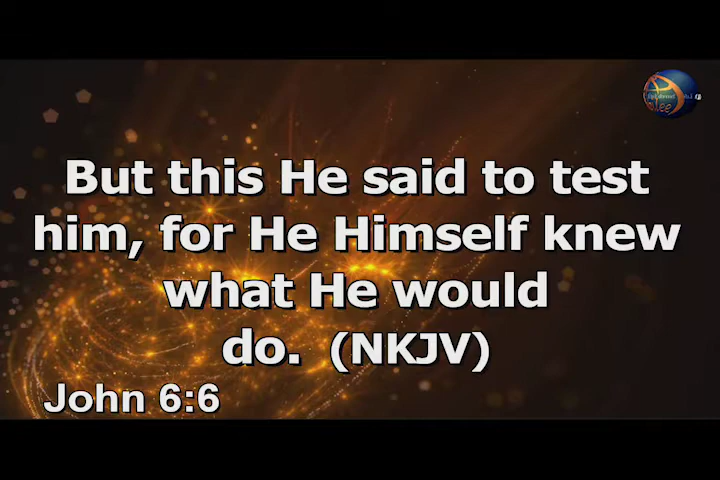 But this He said to test
him, for He Himself knew
what He would
do. (NKJV)
John 6:6